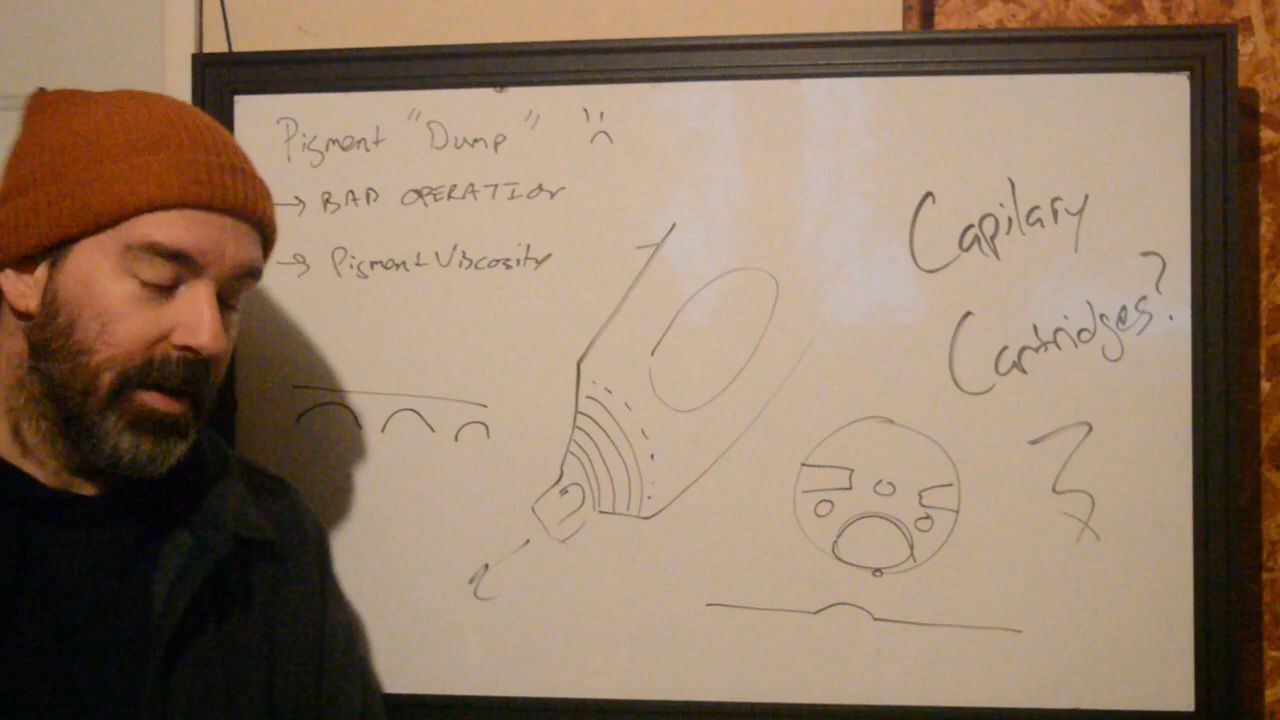 Pigment "Dump" :(
→ BAD OPERATION
→ Pigment Viscosity
Capilary
Cartridges?